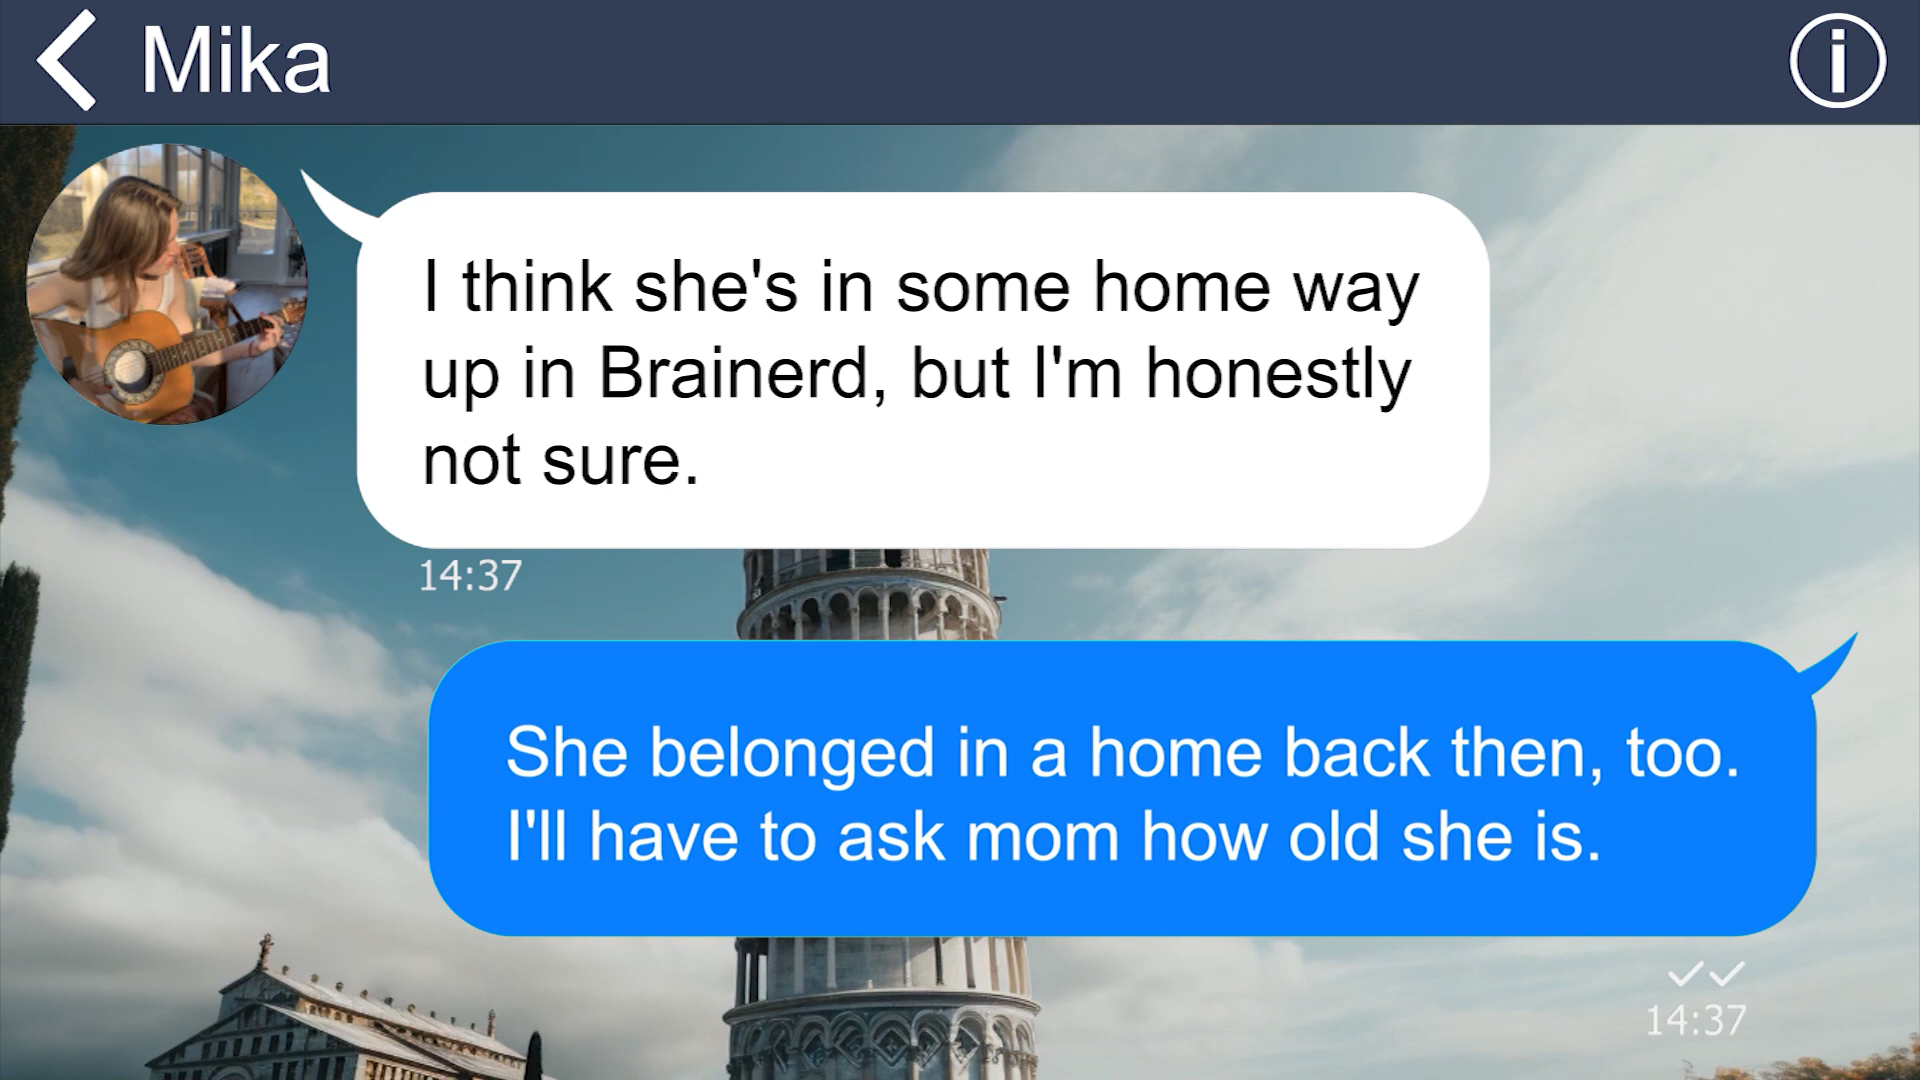 Mika
I think she's in some home way
up in Brainerd, but I'm honestly
not sure.
14:37
She belonged in a home back then, too.
I'll have to ask mom how old she is.
14:37